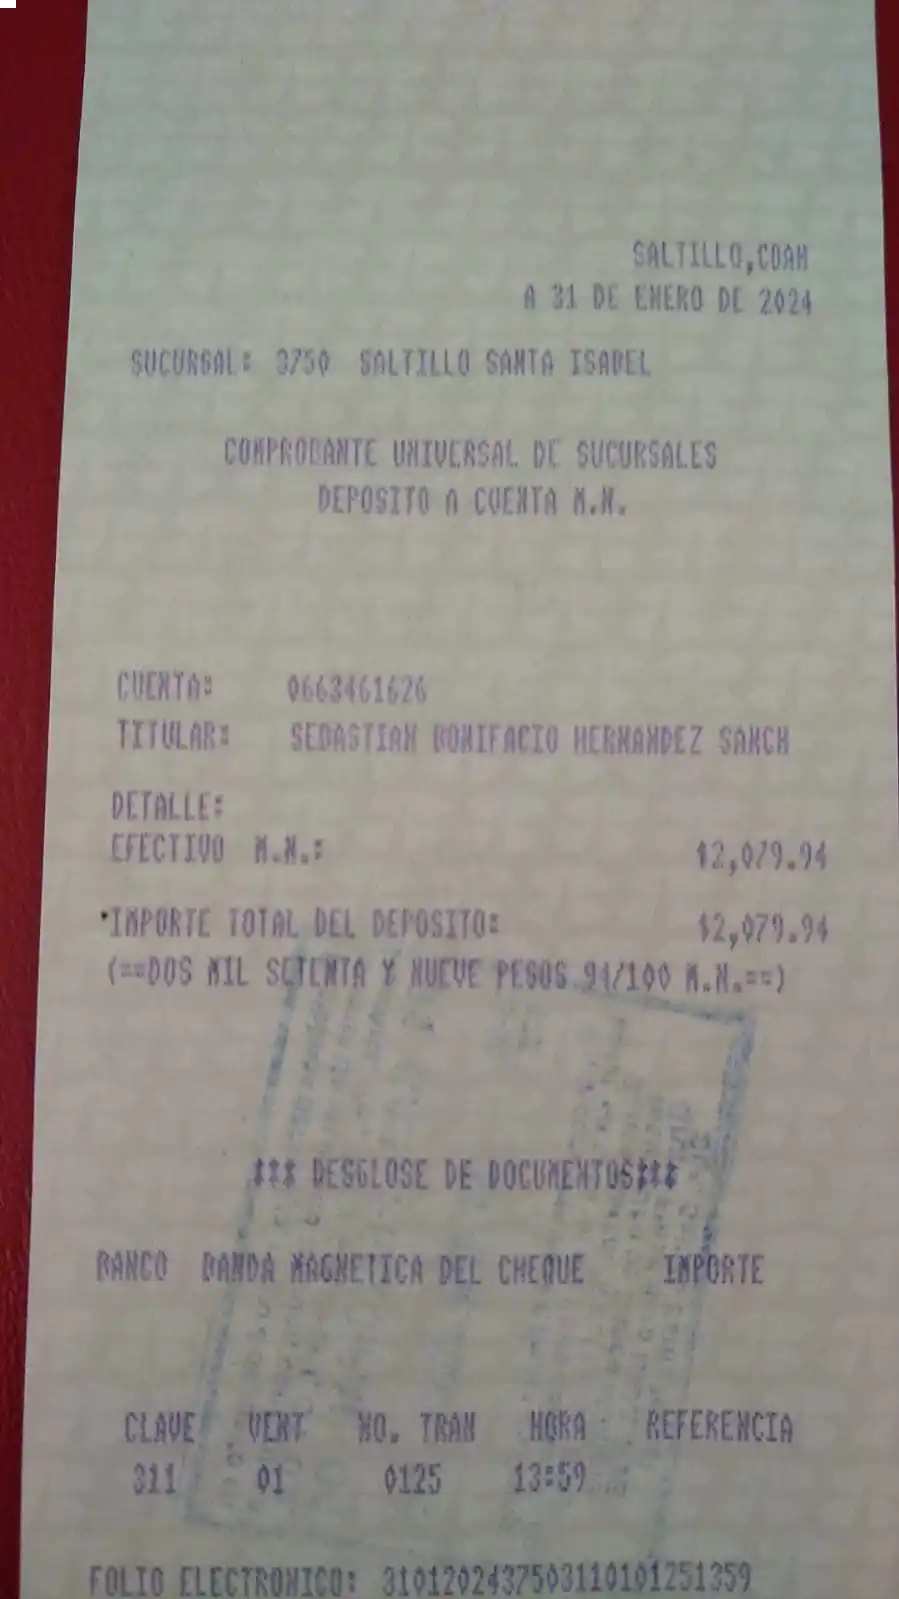 SALTILLO,COAH
A 31 DE ENERO DE 2024
SUCURSAL: 3750 SALTILLO SANTA ISABEL
COMPROBANTE UNIVERSAL DE SUCURSALES
DEPOSITO A CUENTA M.N.
CUENTA: 0663461626
TITULAR: SEBASTIAN BONIFACIO HERNANDEZ SANCH
DETALLE:
EFECTIVO M.N.: $2,079.94
IMPORTE TOTAL DEL DEPOSITO: $2,079.94
(==DOS MIL SETENTA Y NUEVE PESOS 94/100 M.N.==)
*** DESGLOSE DE DOCUMENTOS***
BANCO BANDA MAGNETICA DEL CHEQUE IMPORTE
CLAVE VENT NO. TRAN HORA REFERENCIA
311 01 0125 13:59
FOLIO ELECTRONICO: 310120243750311010101251359